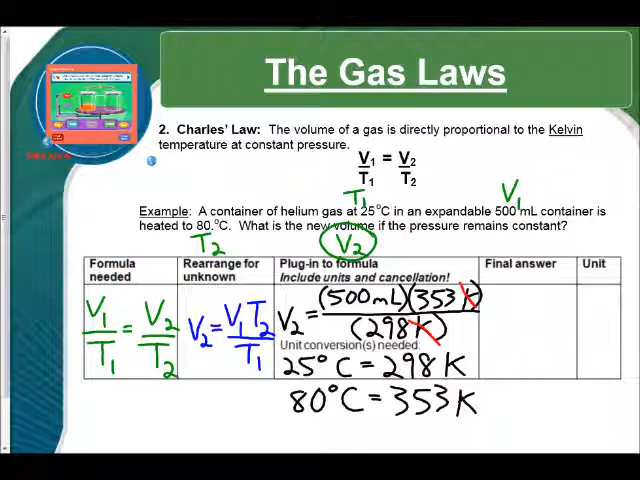 The Gas Laws
2. Charles' Law: The volume of a gas is directly proportional to the Kelvin
temperature at constant pressure.
V1 = V2
T1 T2
T1 V1
Example: A container of helium gas at 25°C in an expandable 500 mL container is
heated to 80.°C. What is the new volume if the pressure remains constant?
T2 V2
Formula needed
Rearrange for unknown
Plug-in to formula
Include units and cancellation!
Final answer
Unit
V1/T1 = V2/T2
V2 = V1 T2/T1
V2 = (500mL)(353 K)/(298 K)
Unit conversion(s) needed:
25°C = 298 K
80°C = 353 K